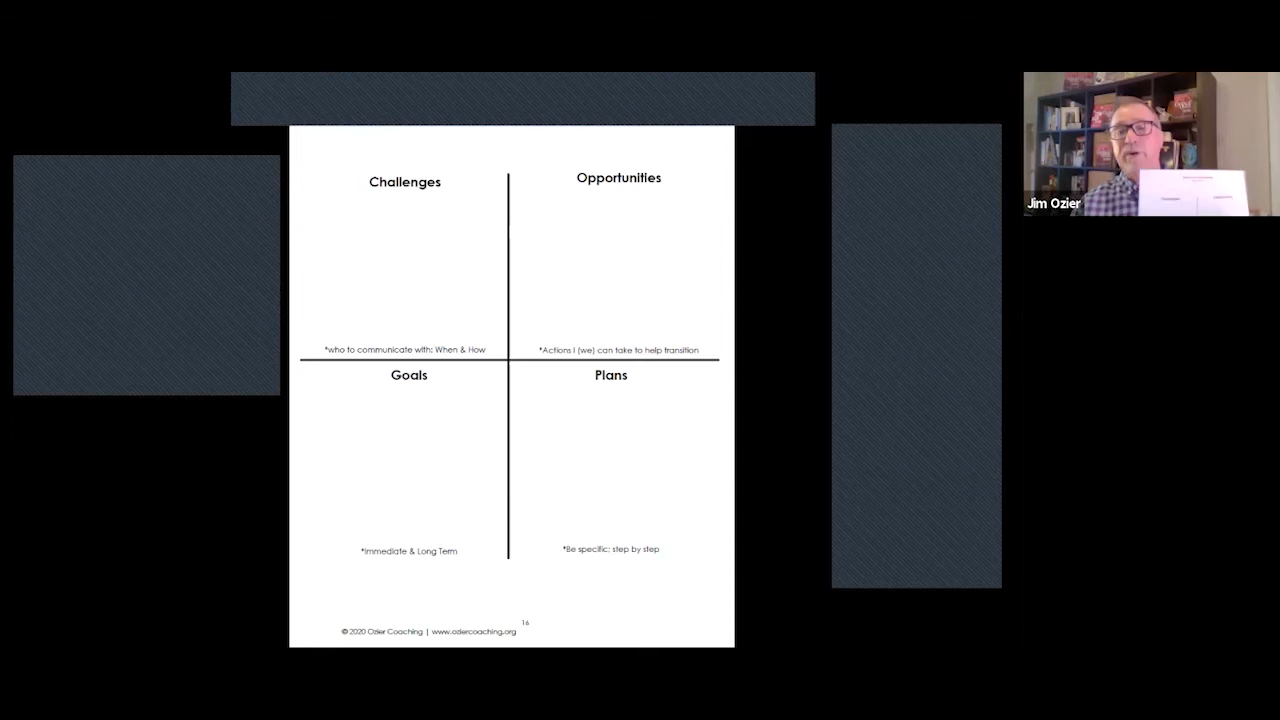 Challenges
Opportunities
*who to communicate with: When & How
*Actions I (we) can take to help transition
Goals
Plans
*Immediate & Long Term
*Be specific: step by step
16
© 2020 Ozier Coaching | www.oziercoaching.org
Jim Ozier